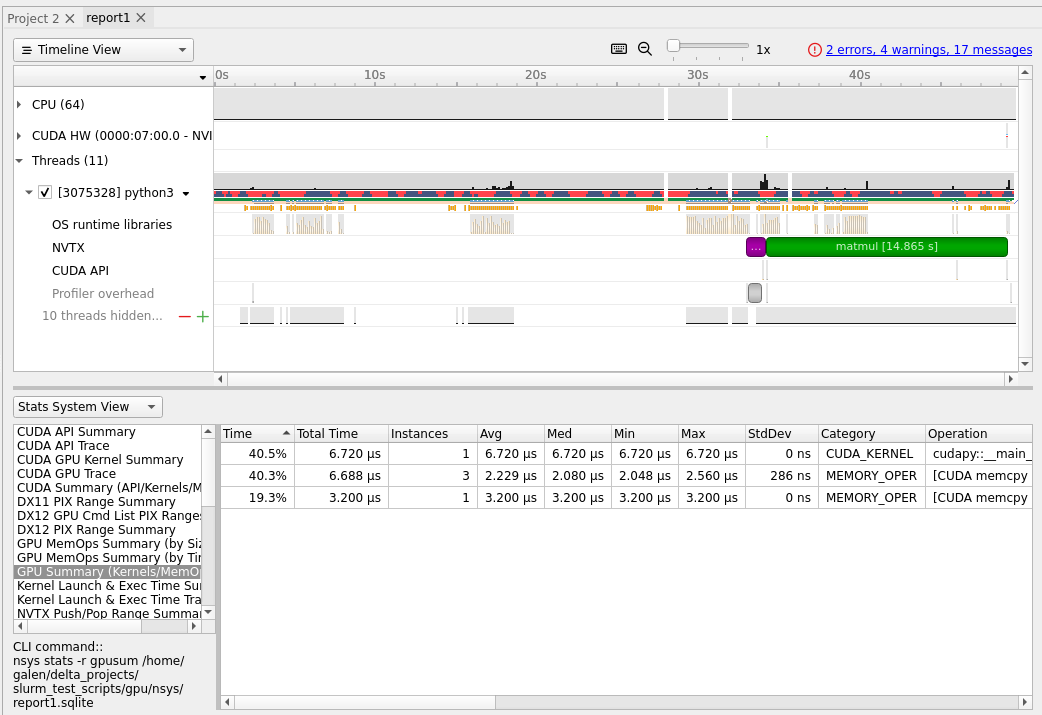 Project 2 report1
Timeline View 1x 2 errors, 4 warnings, 17 messages
0s 10s 20s 30s 40s
CPU (64)
CUDA HW (0000:07:00.0 - NVI
Threads (11)
[3075328] python3
OS runtime libraries
NVTX ... matmul [14.865 s]
CUDA API
Profiler overhead
10 threads hidden...
Stats System View
CUDA API Summary
CUDA API Trace
CUDA GPU Kernel Summary
CUDA GPU Trace
CUDA Summary (API/Kernels/M
DX11 PIX Range Summary
DX12 GPU Cmd List PIX Ranges
DX12 PIX Range Summary
GPU MemOps Summary (by Siz
GPU MemOps Summary (by Tim
GPU Summary (Kernels/MemO
Kernel Launch & Exec Time Su
Kernel Launch & Exec Time Tra
NVTX Push/Pop Range Summar
CLI command::
nsys stats -r gpusum /home/
galen/delta_projects/
slurm_test_scripts/gpu/nsys/
report1.sqlite
Time Total Time Instances Avg Med Min Max StdDev Category Operation
40.5% 6.720 μs 1 6.720 μs 6.720 μs 6.720 μs 6.720 μs 0 ns CUDA_KERNEL cudapy::__main_
40.3% 6.688 μs 3 2.229 μs 2.080 μs 2.048 μs 2.560 μs 286 ns MEMORY_OPER [CUDA memcpy
19.3% 3.200 μs 1 3.200 μs 3.200 μs 3.200 μs 3.200 μs 0 ns MEMORY_OPER [CUDA memcpy